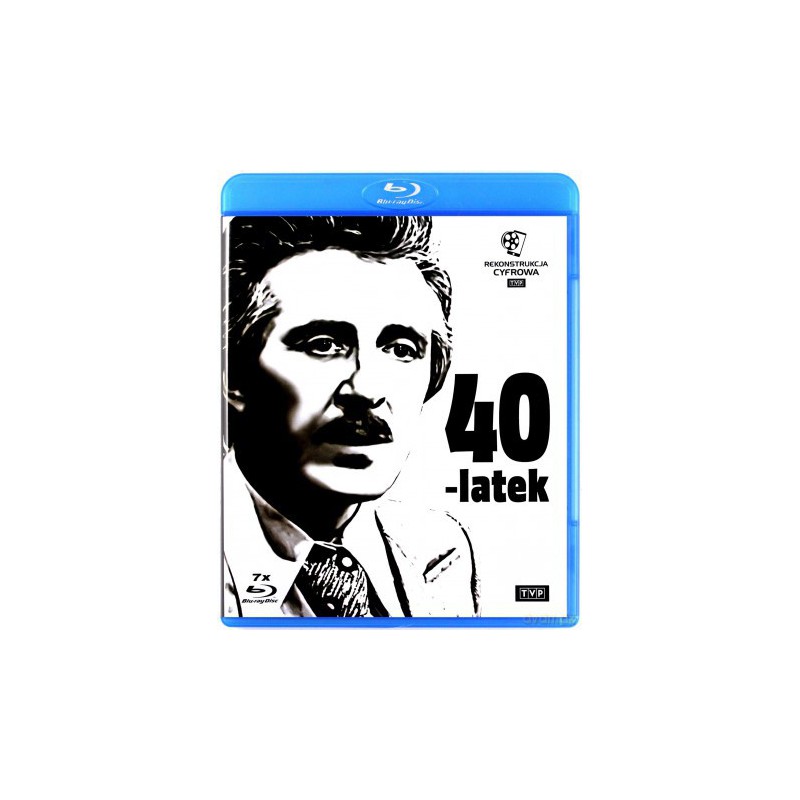 Blu-ray Disc
REKONSTRUKCJA
CYFROWA
TVP
40
-latek
7x
Blu-ray Disc
TVP